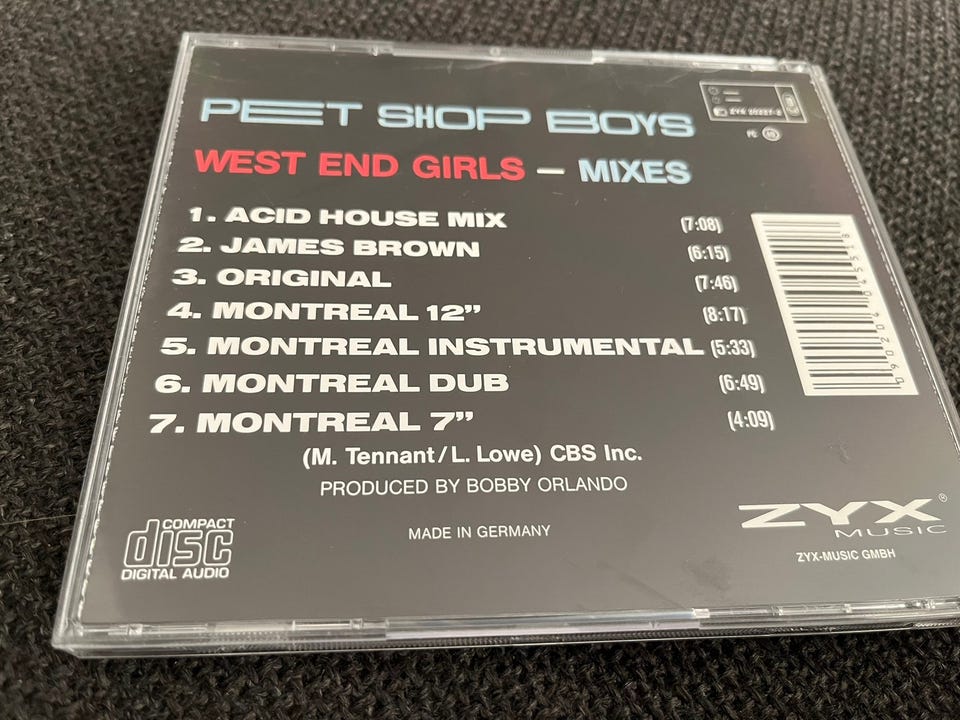 PET SHOP BOYS
ZYX 20227-2
WEST END GIRLS – MIXES
1. ACID HOUSE MIX (7:08)
2. JAMES BROWN (6:15)
3. ORIGINAL (7:46)
4. MONTREAL 12” (8:17)
5. MONTREAL INSTRUMENTAL (5:33)
6. MONTREAL DUB (6:49)
7. MONTREAL 7” (4:09)
(M. Tennant/L. Lowe) CBS Inc.
PRODUCED BY BOBBY ORLANDO
MADE IN GERMANY
COMPACT
disc
DIGITAL AUDIO
ZYX®
MUSIC
ZYX-MUSIC GMBH